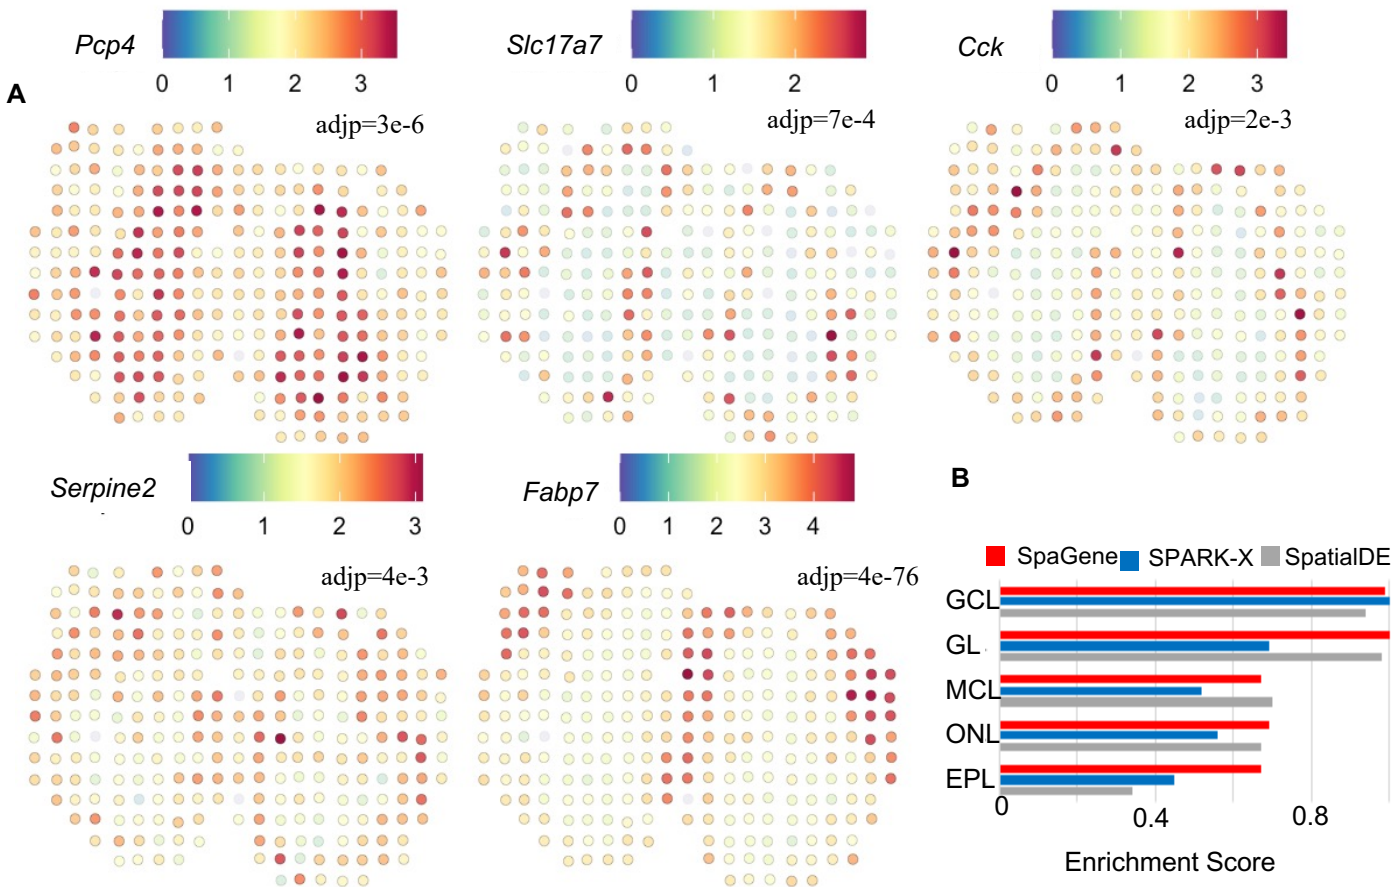 Pcp4
0 1 2 3
Slc17a7
0 1 2
Cck
0 1 2 3
A
adjp=3e-6
adjp=7e-4
adjp=2e-3
Serpine2
0 1 2 3
Fabp7
0 1 2 3 4
B
adjp=4e-3
adjp=4e-76
SpaGene SPARK-X SpatialDE
GCL
GL
MCL
ONL
EPL
0 0.4 0.8
Enrichment Score